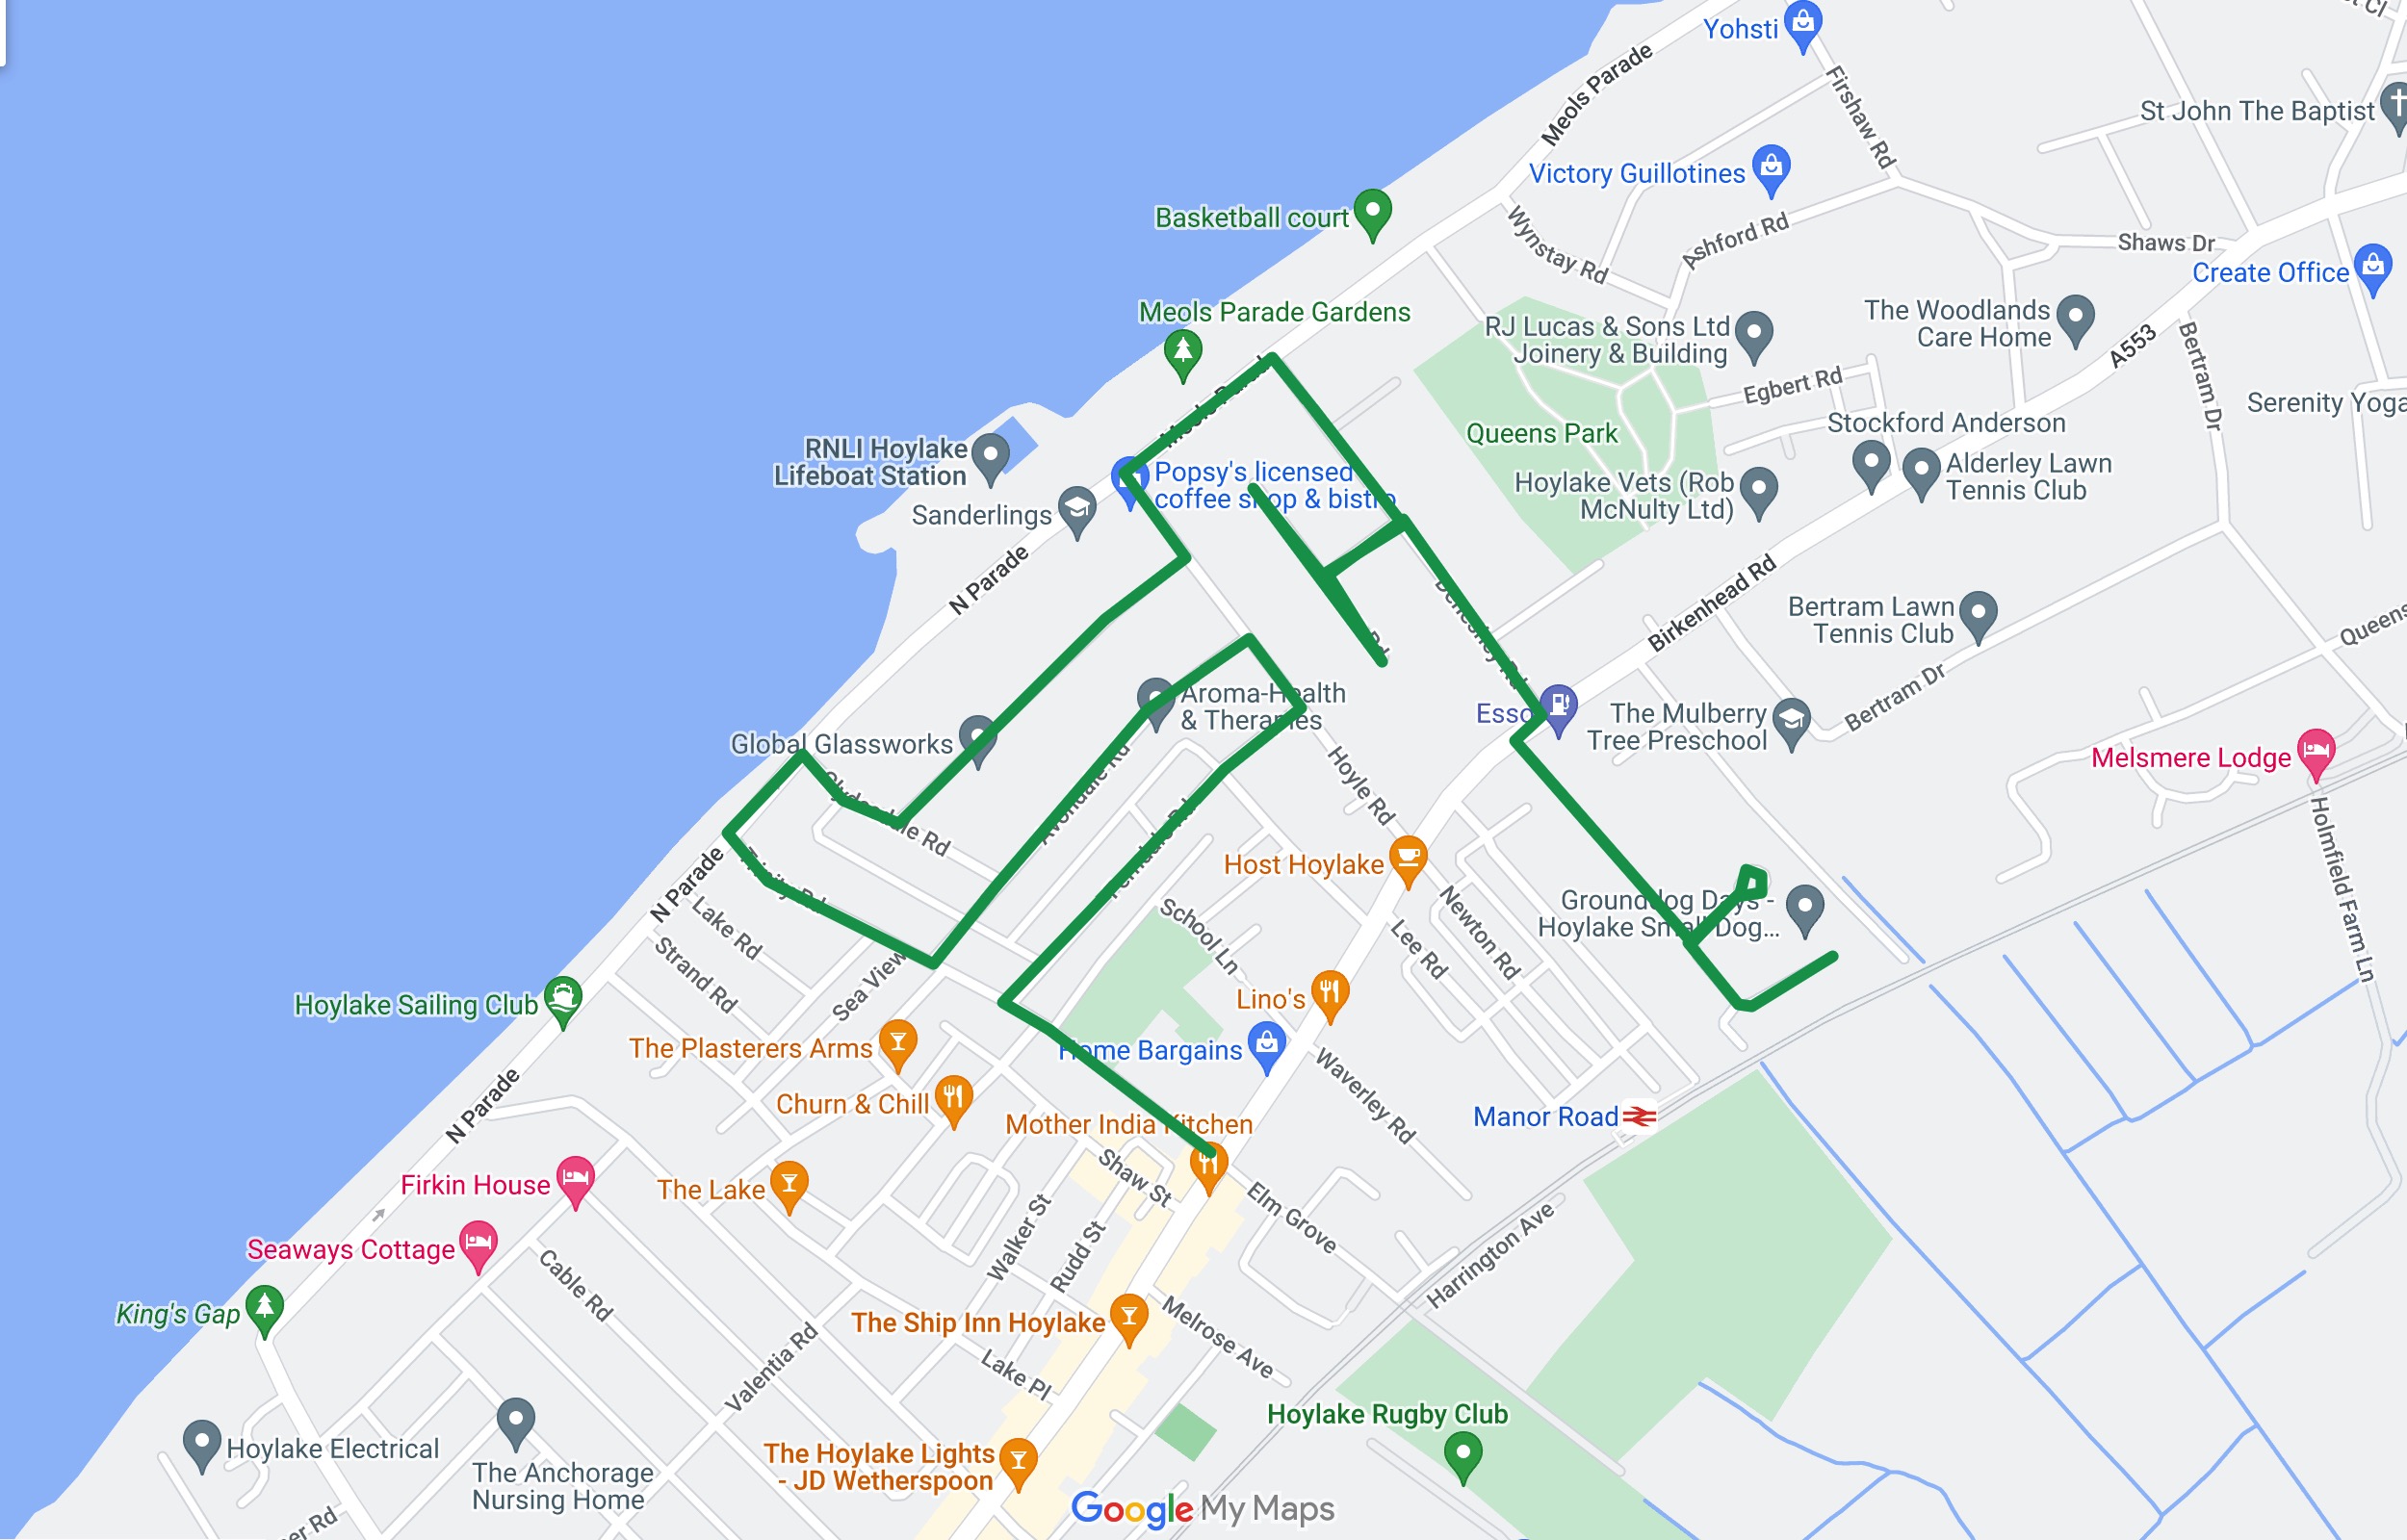 Yohsti
Meols Parade
Firshaw Rd
St John The Baptist
Victory Guillotines
Basketball court
Wynstay Rd
Ashford Rd
Shaws Dr
Create Office
Meols Parade Gardens
RJ Lucas & Sons Ltd
Joinery & Building
The Woodlands
Care Home
A553
Bertram Dr
Egbert Rd
Serenity Yoga
Queens Park
Stockford Anderson
RNLI Hoylake
Lifeboat Station
Popsy's licensed
coffee shop & bistro
Hoylake Vets (Rob
McNulty Ltd)
Alderley Lawn
Tennis Club
Sanderlings
N Parade
Birkenhead Rd
Bertram Lawn
Tennis Club
Queens
Rd
Aroma-Health
& Therapies
Esso
The Mulberry
Tree Preschool
Bertram Dr
Global Glassworks
Melsmere Lodge
Hoyle Rd
Avondale Rd
Holmfield Farm Ln
Trinity Rd
Host Hoylake
N Parade
Lake Rd
School Ln
Newton Rd
Lee Rd
Grounddog Days -
Hoylake Small Dog...
Strand Rd
Sea View
Hoylake Sailing Club
Lino's
The Plasterers Arms
Home Bargains
Waverley Rd
Churn & Chill
N Parade
Mother India Kitchen
Manor Road
Shaw St
Firkin House
The Lake
Elm Grove
Walker St
Rudd St
Harrington Ave
Seaways Cottage
Cable Rd
King's Gap
The Ship Inn Hoylake
Melrose Ave
Valentia Rd
Lake Pl
Hoylake Rugby Club
Hoylake Electrical
The Anchorage
Nursing Home
The Hoylake Lights
- JD Wetherspoon
Google My Maps